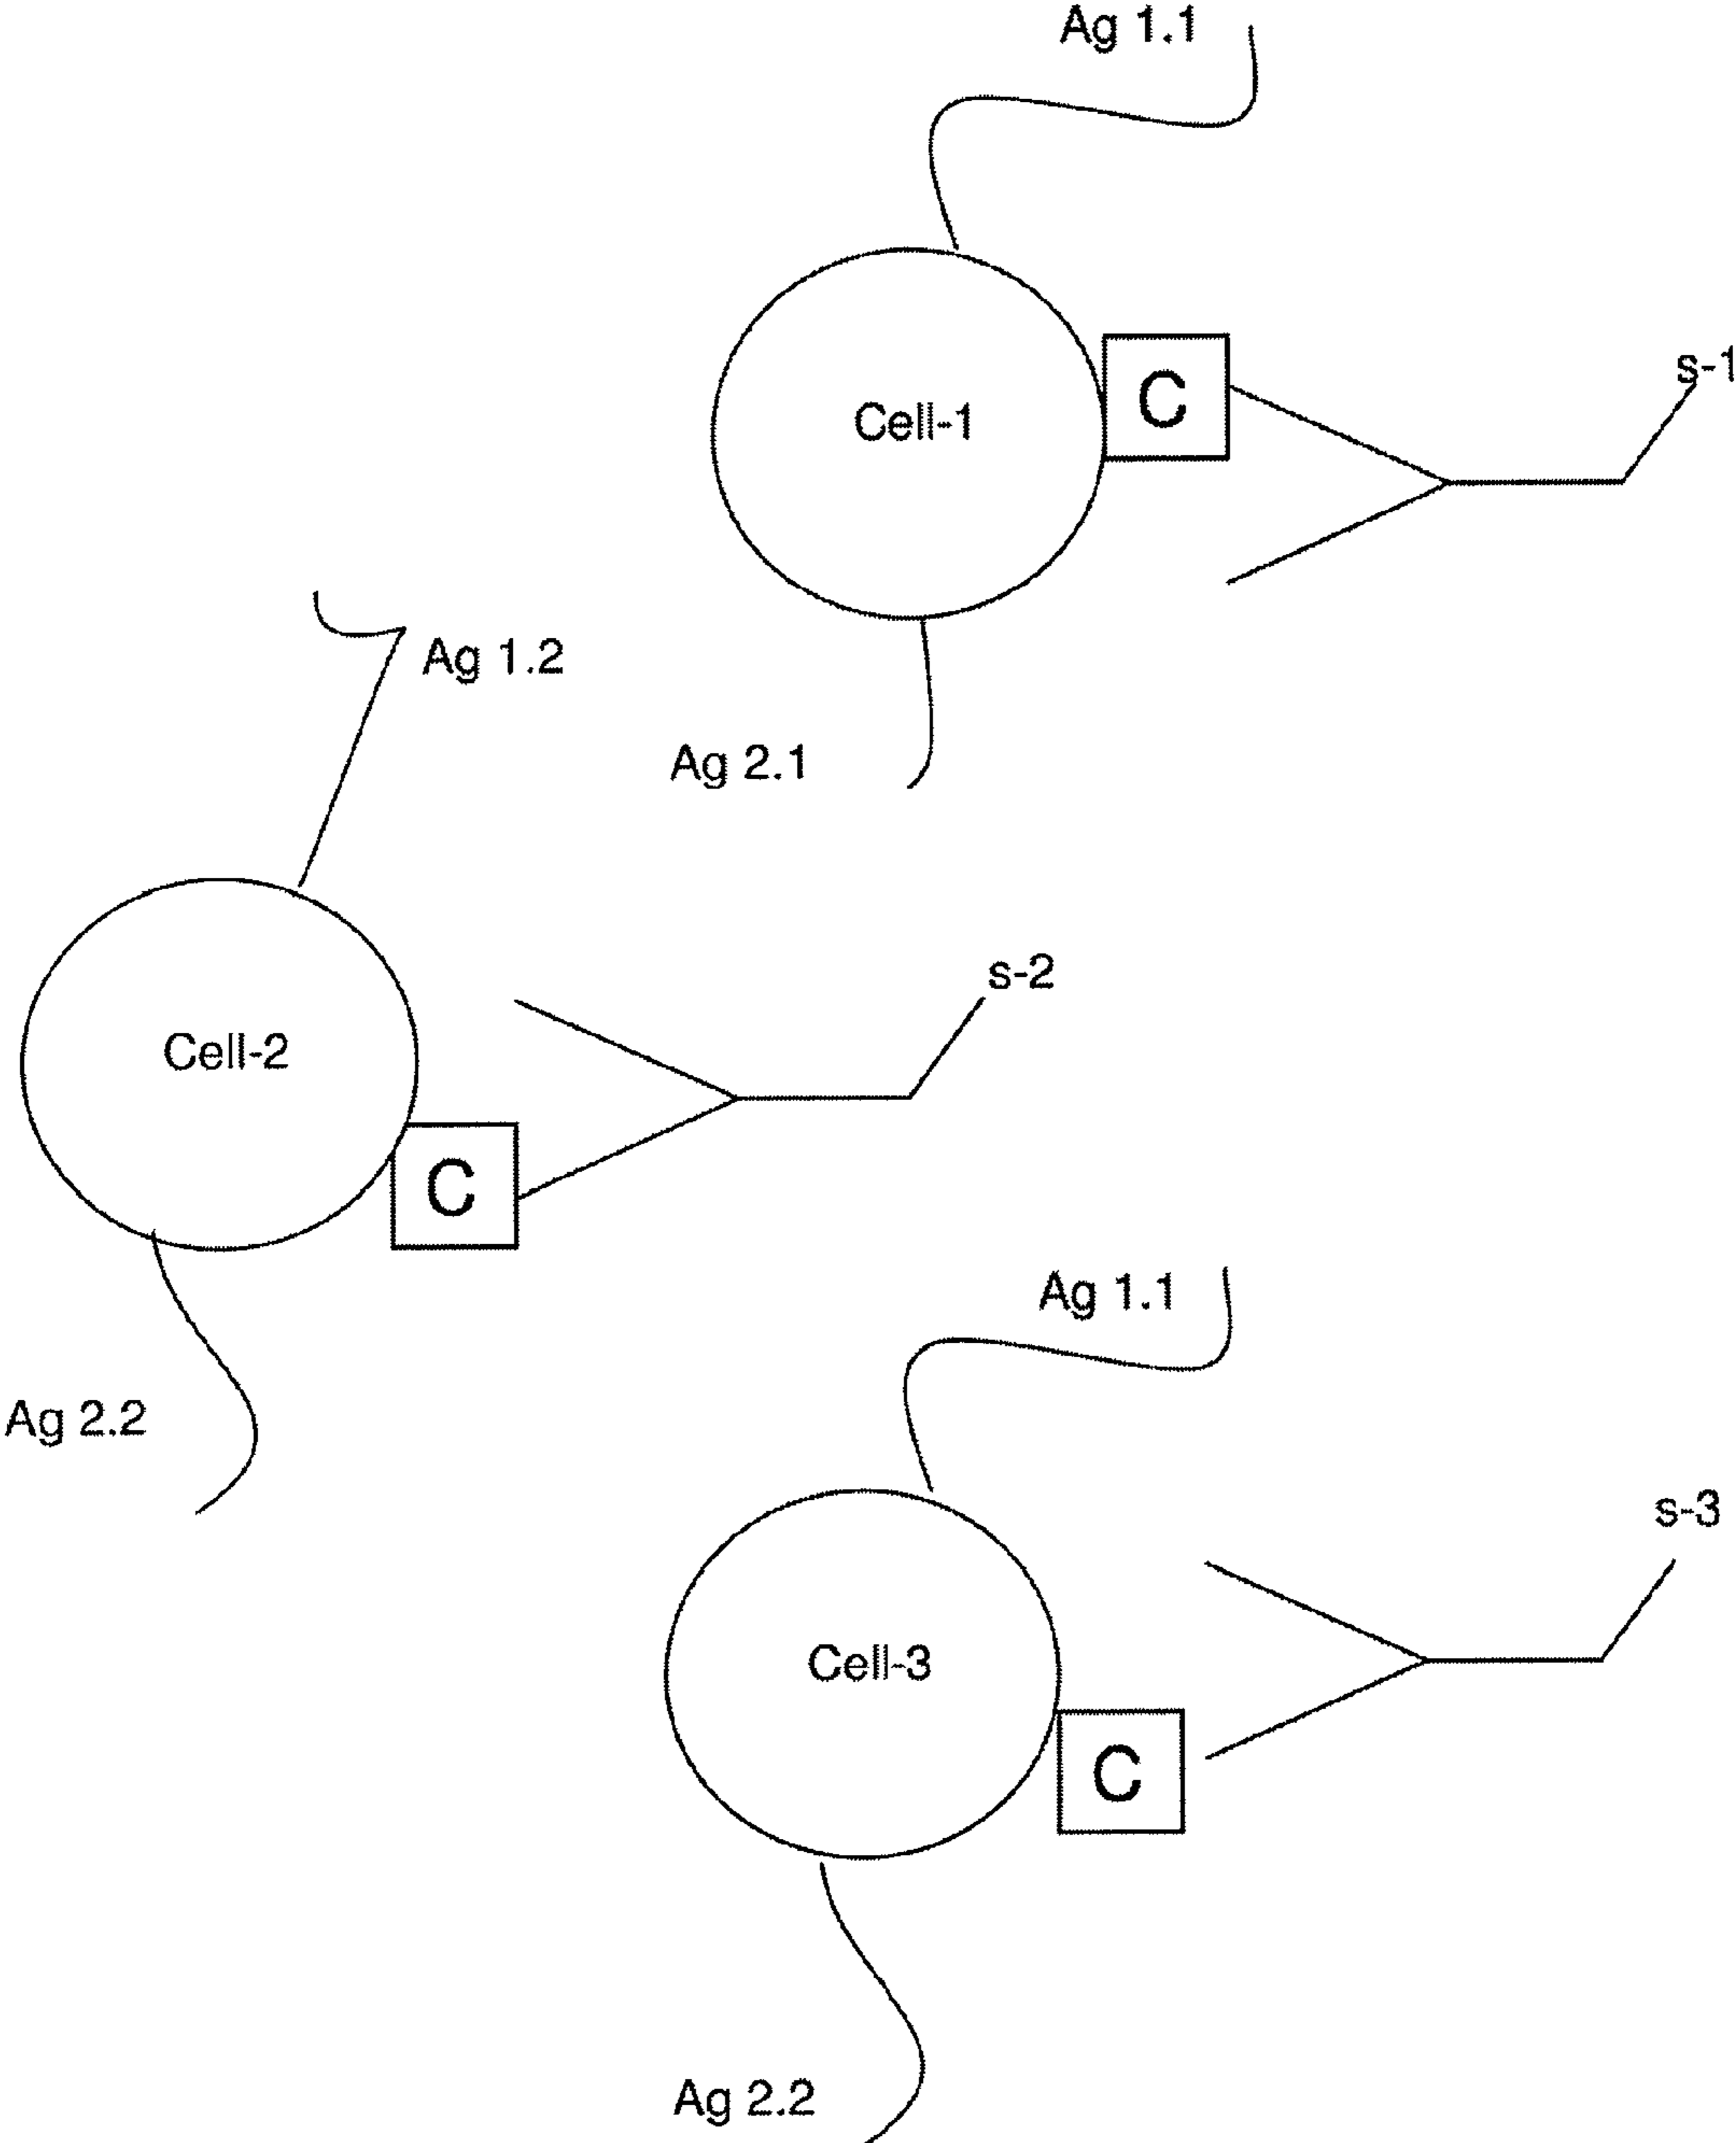 Ag 1.1
s-1
C
Cell-1
Ag 1.2
Ag 2.1
s-2
Cell-2
C
Ag 1.1
Ag 2.2
s-3
Cell-3
C
Ag 2.2